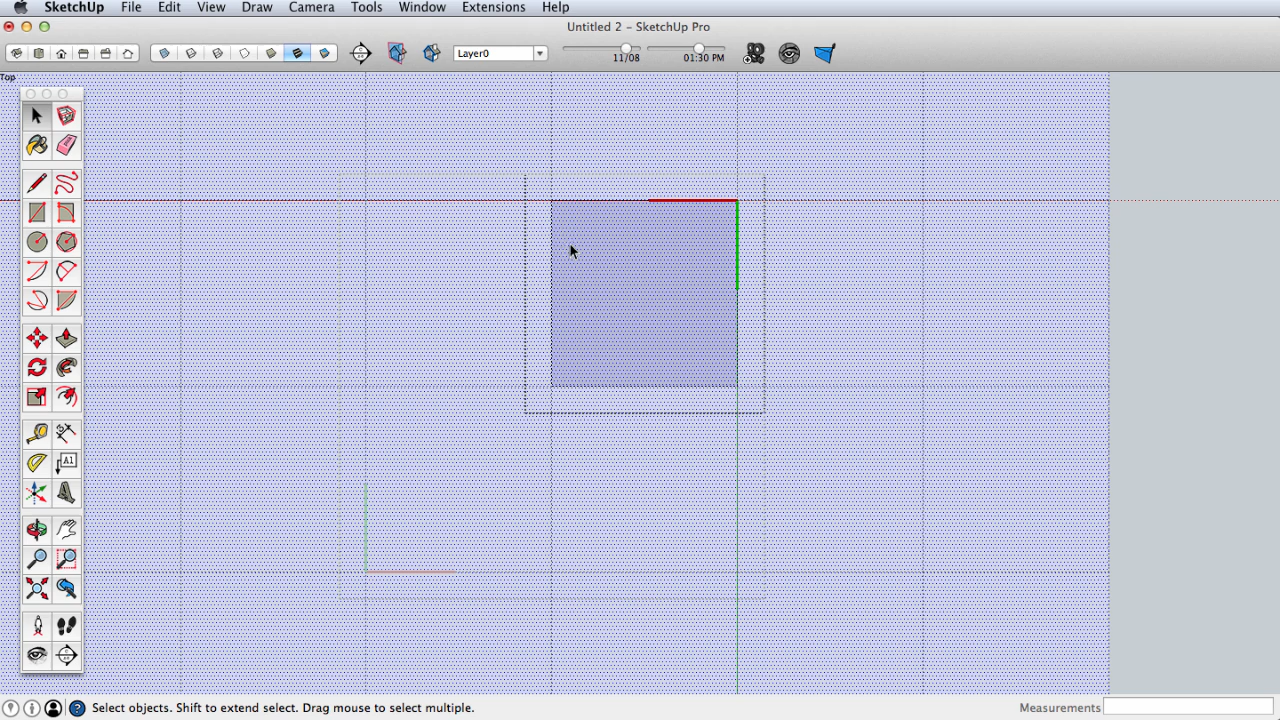 SketchUp File Edit View Draw Camera Tools Window Extensions Help
Untitled 2 - SketchUp Pro
Layer0
11/08 01:30 PM
Top
A1
Select objects. Shift to extend select. Drag mouse to select multiple. Measurements